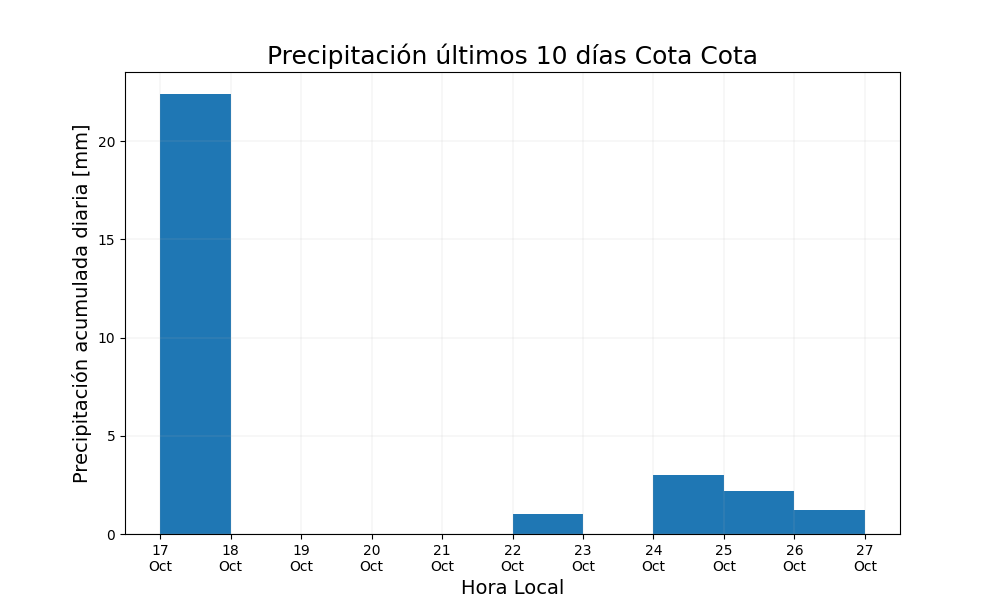 Precipitación últimos 10 días Cota Cota
Precipitación acumulada diaria [mm]
20
15
10
5
0
17 18 19 20 21 22 23 24 25 26 27
Oct Oct Oct Oct Oct Oct Oct Oct Oct Oct Oct
Hora Local